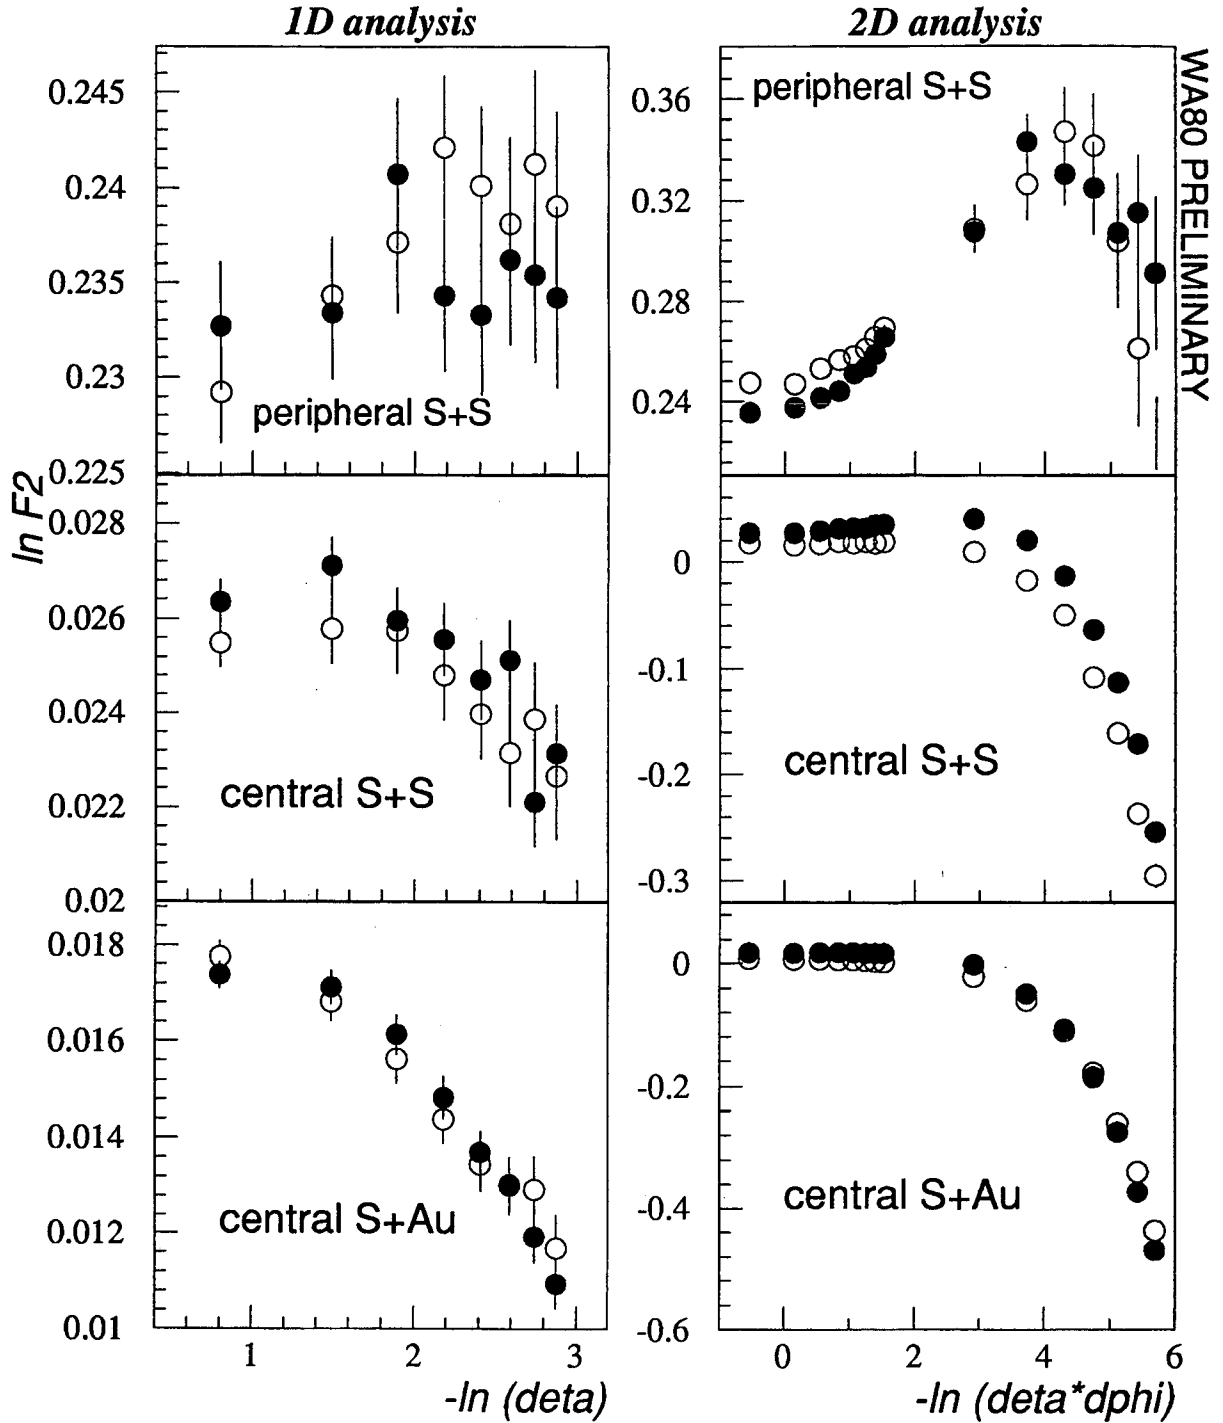 1D analysis
2D analysis
WA80 PRELIMINARY
ln F2
0.245
0.24
0.235
0.23
0.225
peripheral S+S
0.36
0.32
0.28
0.24
peripheral S+S
0.028
0.026
0.024
0.022
0.02
central S+S
0
-0.1
-0.2
-0.3
central S+S
0.018
0.016
0.014
0.012
0.01
central S+Au
0
-0.2
-0.4
-0.6
central S+Au
1 2 3
0 2 4 6
-ln (deta)
-ln (deta*dphi)